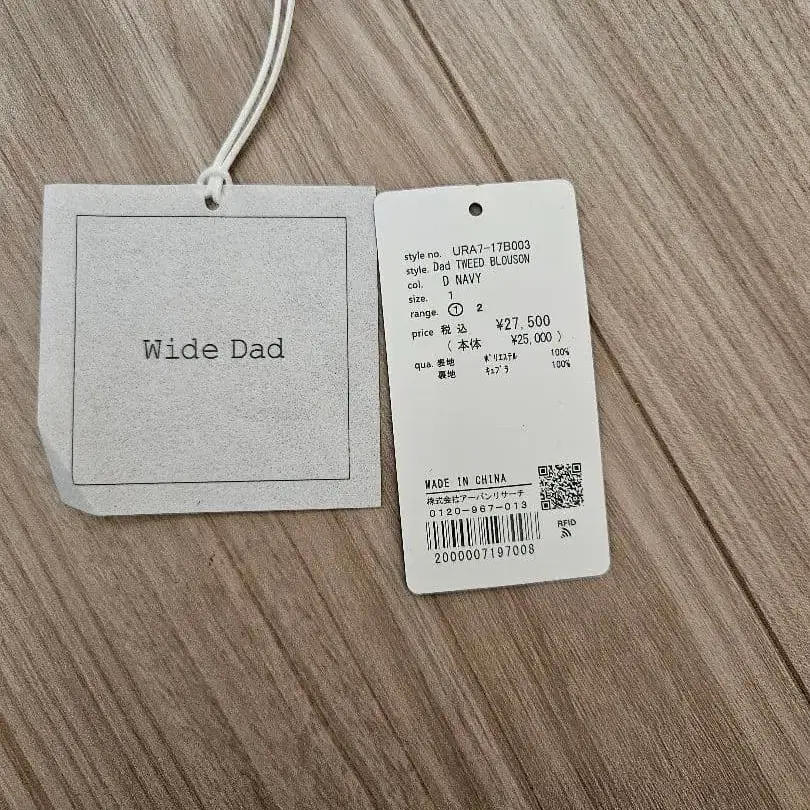 Wide Dad
style no. URA7-17B003
style. Dad TWEED BLOUSON
col. D NAVY
size. 1
range. ① 2
price 税込 ¥27,500
( 本体 ¥25,000 )
qua. 表地 ポリエステル 100%
裏地 キュプラ 100%
MADE IN CHINA
株式会社アーバンリサーチ
0120-967-013
RFID
2000007197008